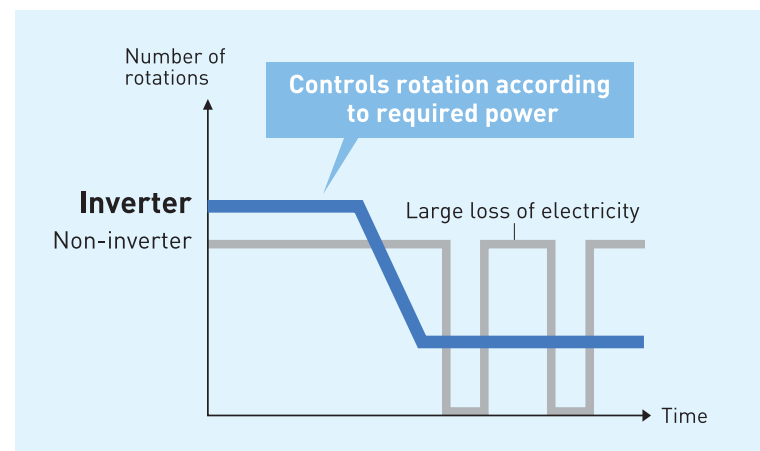 Number of
rotations
Controls rotation according
to required power
Inverter
Large loss of electricity
Non-inverter
Time